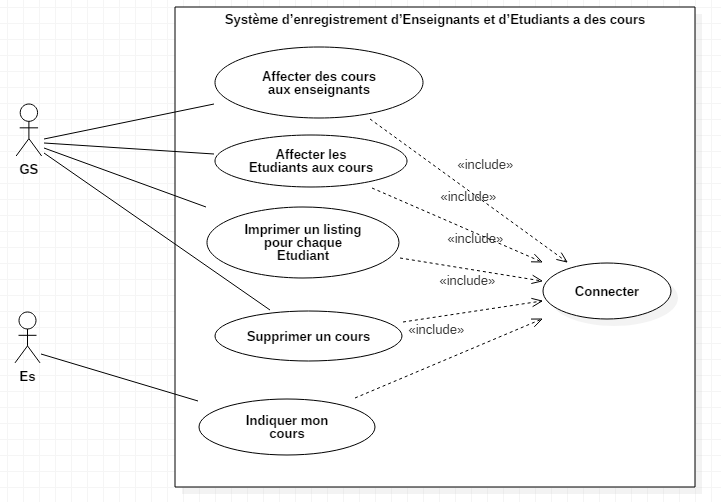 Système d'enregistrement d'Enseignants et d'Etudiants a des cours
Affecter des cours
aux enseignants
«include»
Affecter les
Etudiants aux cours
GS
«include»
Imprimer un listing
pour chaque
Etudiant
«include»
«include»
Connecter
Supprimer un cours
«include»
Es
Indiquer mon
cours